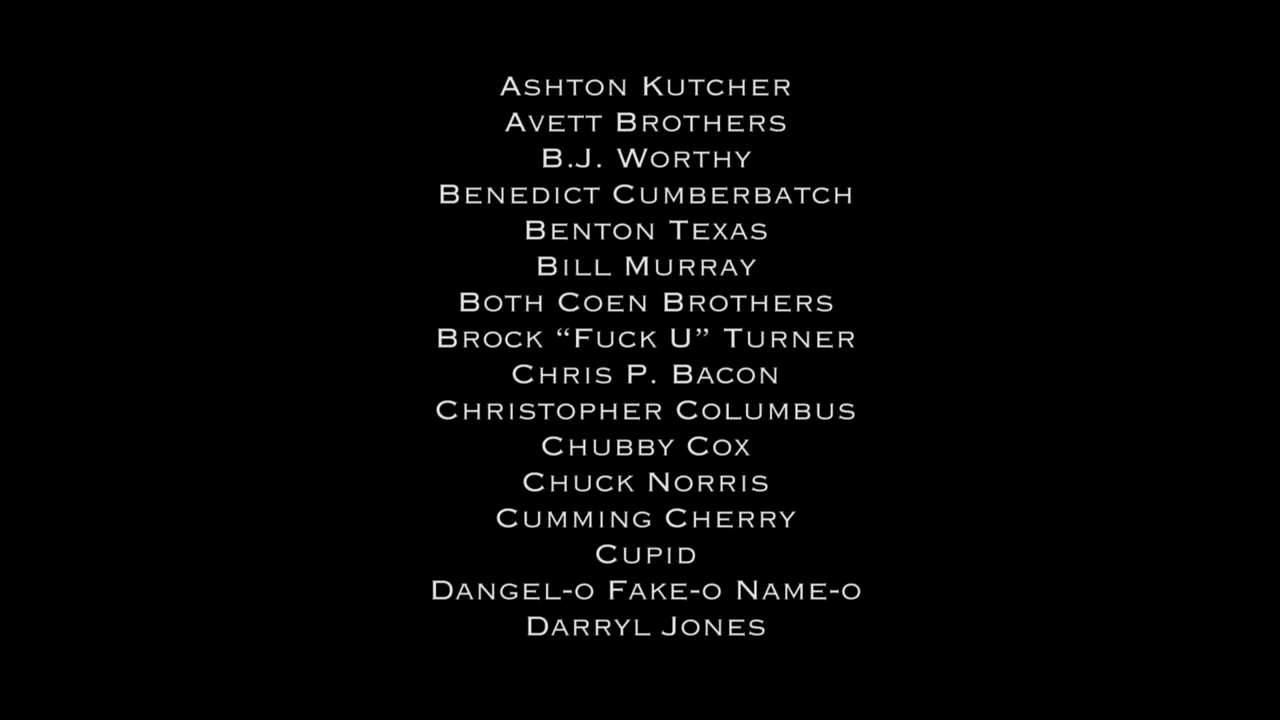 Ashton Kutcher
Avett Brothers
B.J. Worthy
Benedict Cumberbatch
Benton Texas
Bill Murray
Both Coen Brothers
Brock “Fuck U” Turner
Chris P. Bacon
Christopher Columbus
Chubby Cox
Chuck Norris
Cumming Cherry
Cupid
Dangel-o Fake-o Name-o
Darryl Jones